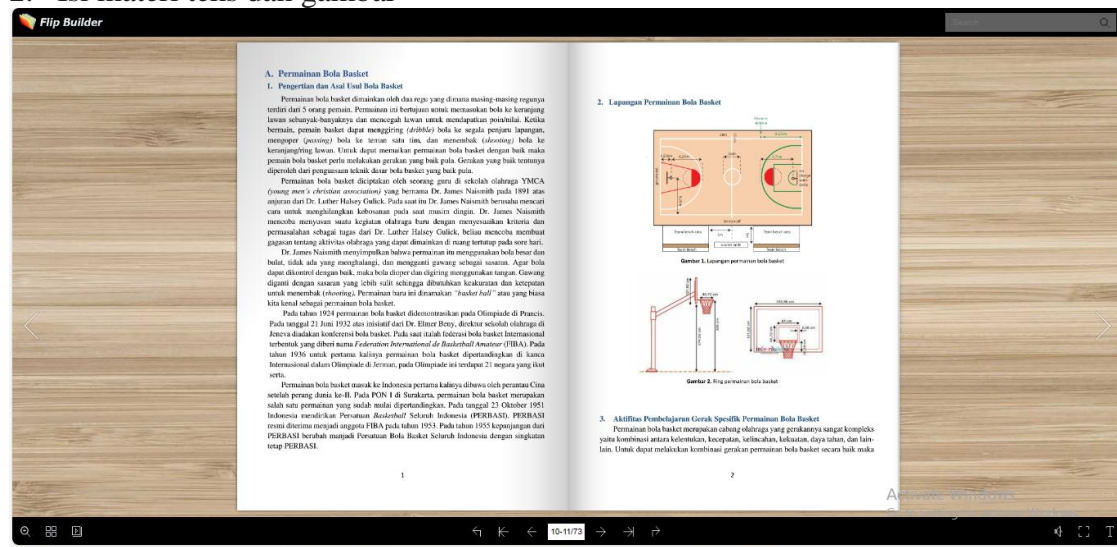 2. Isi materi teks dan gambar
Flip Builder
Search
A. Permainan Bola Basket
1. Pengertian dan Asal Usul Bola Basket
Permainan bola basket dimainkan oleh dua regu yang dimana masing-masing regunya
terdiri dari 5 orang pemain. Permainan ini bertujuan untuk memasukan bola ke keranjang
lawan sebanyak-banyaknya dan mencegah lawan untuk mendapatkan poin/nilai. Ketika
bermain, pemain basket dapat menggiring (dribble) bola ke segala penjuru lapangan,
mengoper (passing) bola ke teman satu tim, dan menembak (shooting) bola ke
keranjang/ring lawan. Untuk dapat memaikan permainan bola basket dengan baik maka
pemain bola basket perlu melakukan gerakan yang baik pula. Gerakan yang baik tentunya
diperoleh dari penguasaan teknik dasar bola basket yang baik pula.
Permainan bola basket diciptakan oleh seorang guru di sekolah olahraga YMCA
(young men's christian association) yang bernama Dr. James Naismith pada 1891 atas
anjuran dari Dr. Luther Halsey Gulick. Pada saat itu Dr. James Naismith berusaha mencari
cara untuk menghilangkan kebosanan pada saat musim dingin. Dr. James Naismith
mencoba menyusun suatu kegiatan olahraga baru dengan menyesuaikan kriteria dan
permasalahan sebagai tugas dari Dr. Luther Halsey Gulick, beliau mencoba membuat
gagasan tentang aktivitas olahraga yang dapat dimainkan di ruang tertutup pada sore hari.
Dr. James Naismith menyimpulkan bahwa permainan itu menggunakan bola besar dan
bulat, tidak ada yang menghalangi, dan mengganti gawang sebagai sasaran. Agar bola
dapat dikontrol dengan baik, maka bola dioper dan digiring menggunakan tangan. Gawang
diganti dengan sasaran yang lebih sulit sehingga dibutuhkan keakuratan dan ketepatan
untuk menembak (shooting). Permainan baru ini dinamakan "basket ball" atau yang biasa
kita kenal sebagai permainan bola basket.
Pada tahun 1924 permainan bola basket didemontrasikan pada Olimpiade di Prancis.
Pada tanggal 21 Juni 1932 atas inisiatif dari Dr. Elmer Beny, direktur sekolah olahraga di
Jeneva diadakan konferensi bola basket. Pada saat itulah federasi bola basket Internasional
terbentuk yang diberi nama Federation International de Basketball Amateur (FIBA). Pada
tahun 1936 untuk pertama kalinya permainan bola basket dipertandingkan di kanca
Internasional dalam Olimpiade di Jerman, pada Olimpiade ini terdapat 21 negara yang ikut
serta.
Permainan bola basket masuk ke Indonesia pertama kalinya dibawa oleh perantau Cina
setelah perang dunia ke-II. Pada PON I di Surakarta, permainan bola basket merupakan
salah satu permainan yang sudah mulai dipertandingkan. Pada tanggal 23 Oktober 1951
Indonesia mendirikan Persatuan Basketball Seluruh Indonesia (PERBASI). PERBASI
resmi diterima menjadi anggota FIBA pada tahun 1953. Pada tahun 1955 kepanjangan dari
PERBASI berubah menjadi Persatuan Bola Basket Seluruh Indonesia dengan singkatan
tetap PERBASI.
1
2. Lapangan Permainan Bola Basket
Gambar 1. Lapangan permainan bola basket
Gambar 2. Ring permainan bola basket
3. Aktifitas Pembelajaran Gerak Spesifik Permainan Bola Basket
Permainan bola basket merupakan cabang olahraga yang gerakannya sangat kompleks
yaitu kombinasi antara kelentukan, kecepatan, kelincahan, kekuatan, daya tahan, dan lain-
lain. Untuk dapat melakukan kombinasi gerakan permainan bola basket secara baik maka
2
Activate Windows
10-11/73